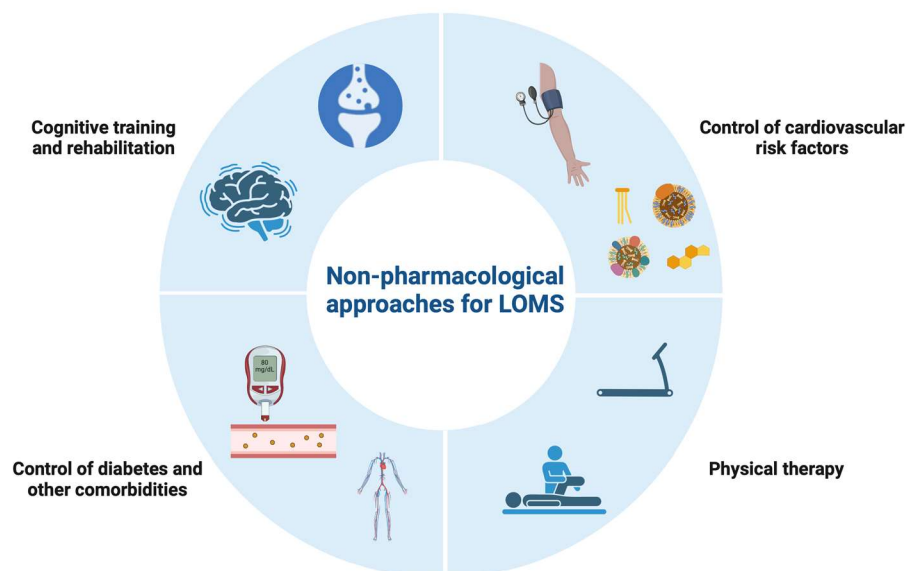 Cognitive training
and rehabilitation
Control of cardiovascular
risk factors
Non-pharmacological
approaches for LOMS
80
mg/dL
Control of diabetes and
other comorbidities
Physical therapy